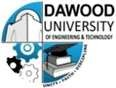 DAWOOD
UNIVERSITY
OF ENGINEERING & TECHNOLOGY
UNITY - FAITH - DISCIPLINE